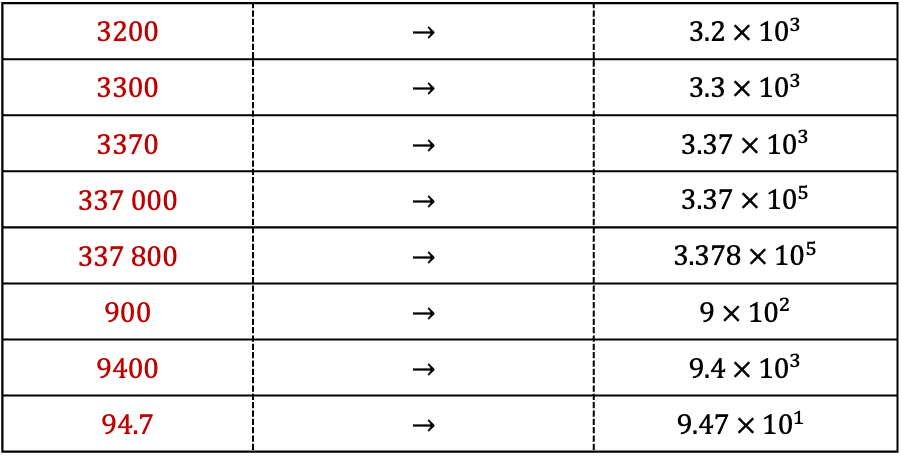 3200 → 3.2 × 10³
3300 → 3.3 × 10³
3370 → 3.37 × 10³
337 000 → 3.37 × 10⁵
337 800 → 3.378 × 10⁵
900 → 9 × 10²
9400 → 9.4 × 10³
94.7 → 9.47 × 10¹